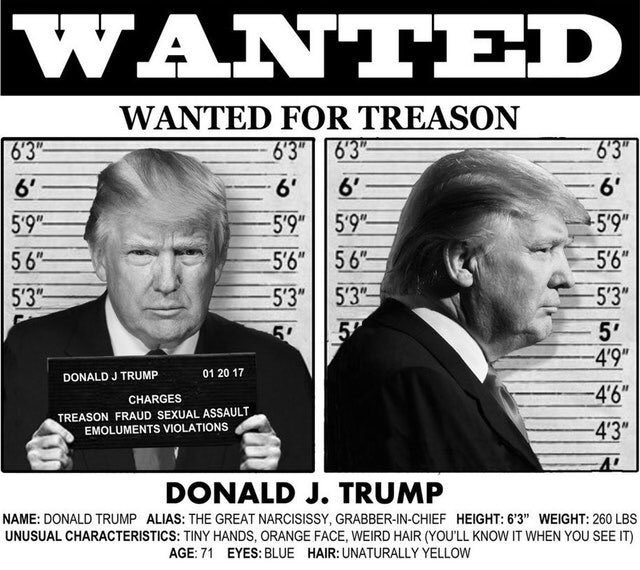 WANTED
WANTED FOR TREASON
6'3" 6'3" 6'3" 6'3"
6' 6' 6' 6'
5'9" 5'9" 5'9" 5'9"
5'6" 5'6" 5'6" 5'6"
5'3" 5'3" 5'3" 5'3"
5' 5'
4'9"
4'6"
4'3"
4'
DONALD J TRUMP 01 20 17
CHARGES
TREASON FRAUD SEXUAL ASSAULT
EMOLUMENTS VIOLATIONS
DONALD J. TRUMP
NAME: DONALD TRUMP ALIAS: THE GREAT NARCISISSY, GRABBER-IN-CHIEF HEIGHT: 6'3” WEIGHT: 260 LBS
UNUSUAL CHARACTERISTICS: TINY HANDS, ORANGE FACE, WEIRD HAIR (YOU'LL KNOW IT WHEN YOU SEE IT)
AGE: 71 EYES: BLUE HAIR: UNATURALLY YELLOW